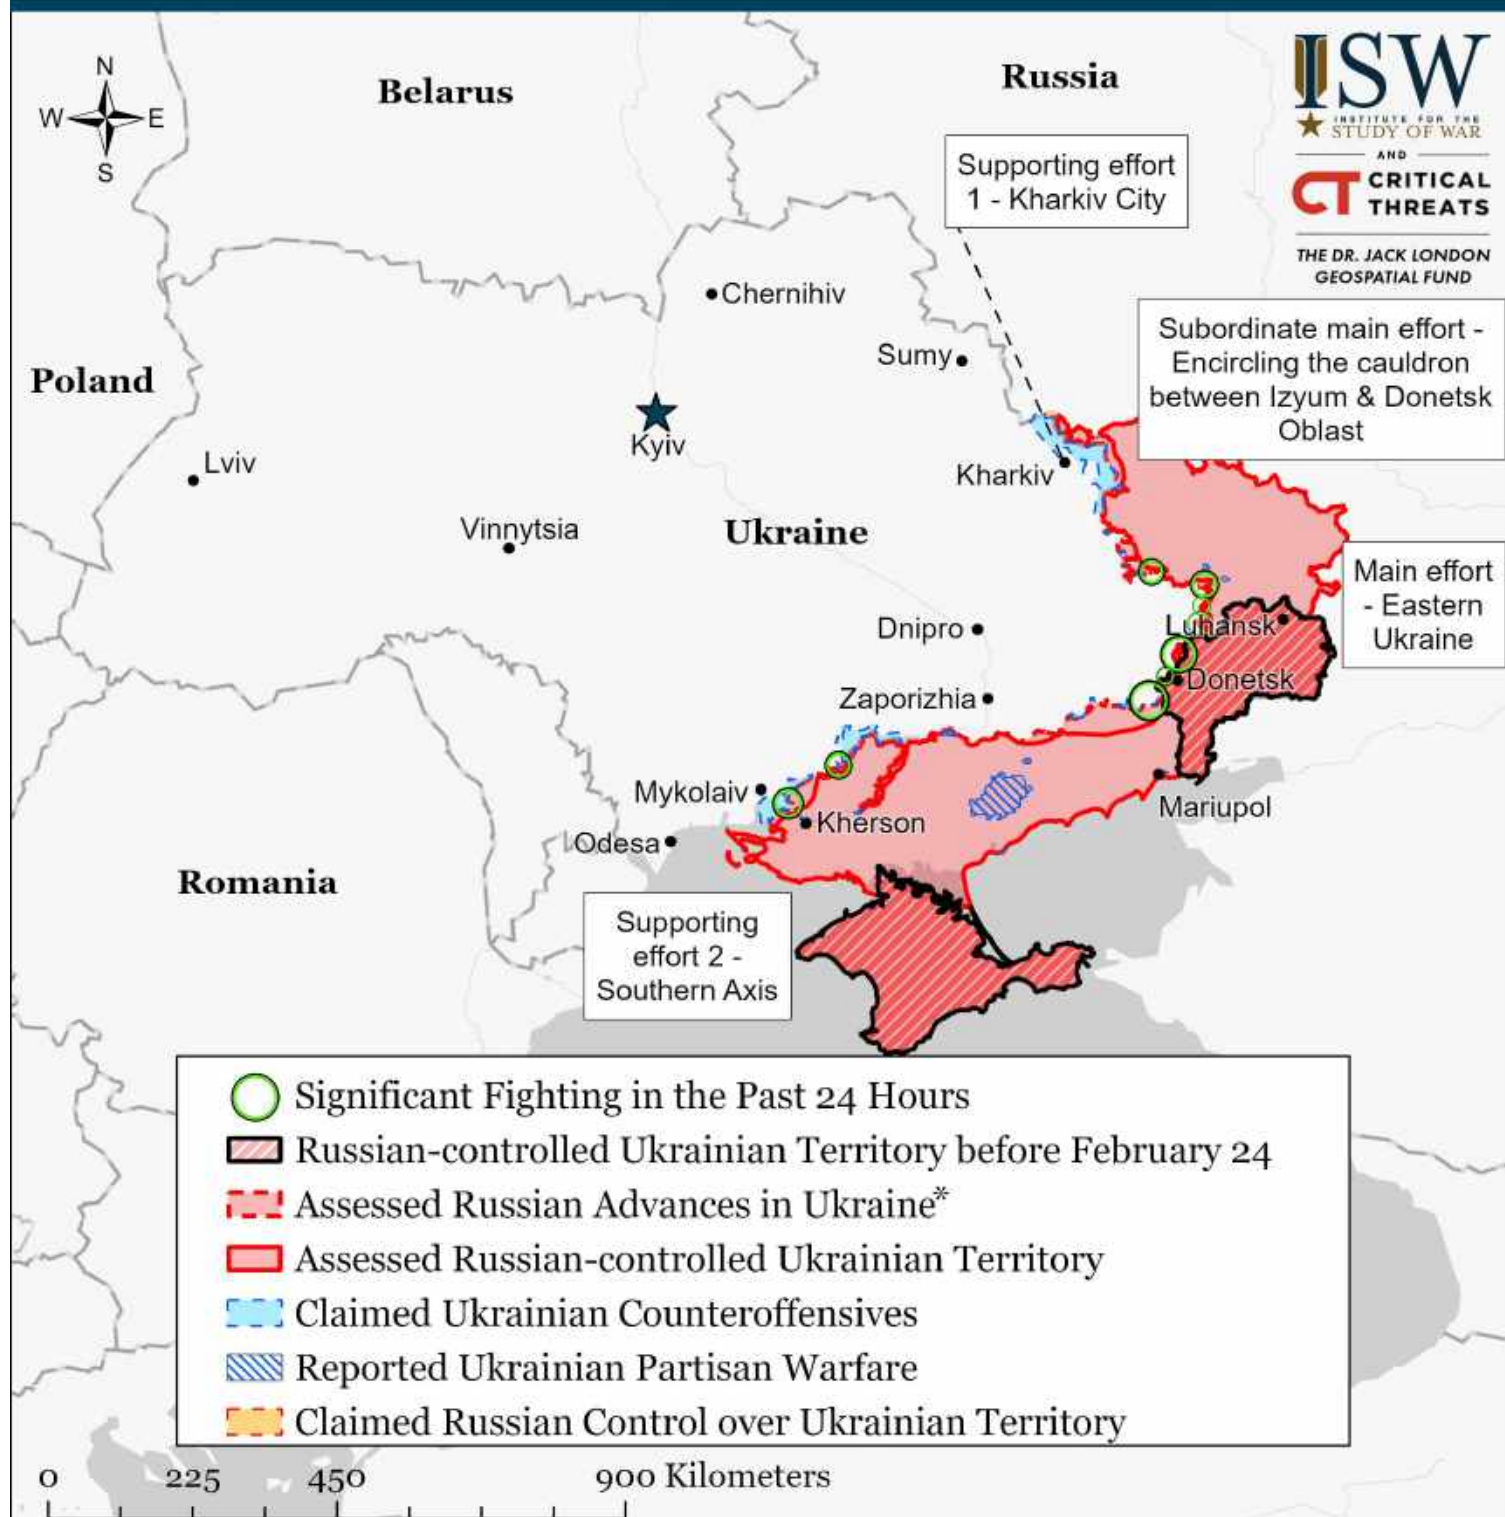 N
W
E
S
Belarus
Russia
ISW
INSTITUTE FOR THE
STUDY OF WAR
AND
CT CRITICAL
THREATS
THE DR. JACK LONDON
GEOSPATIAL FUND
Supporting effort
1 - Kharkiv City
Chernihiv
Subordinate main effort -
Encircling the cauldron
between Izyum & Donetsk
Oblast
Sumy
Poland
Kyiv
Lviv
Kharkiv
Vinnytsia
Ukraine
Main effort
- Eastern
Ukraine
Dnipro
Luhansk
Donetsk
Zaporizhia
Mykolaiv
Mariupol
Kherson
Odesa
Romania
Supporting
effort 2 -
Southern Axis
Significant Fighting in the Past 24 Hours
Russian-controlled Ukrainian Territory before February 24
Assessed Russian Advances in Ukraine*
Assessed Russian-controlled Ukrainian Territory
Claimed Ukrainian Counteroffensives
Reported Ukrainian Partisan Warfare
Claimed Russian Control over Ukrainian Territory
0 225 450 900 Kilometers